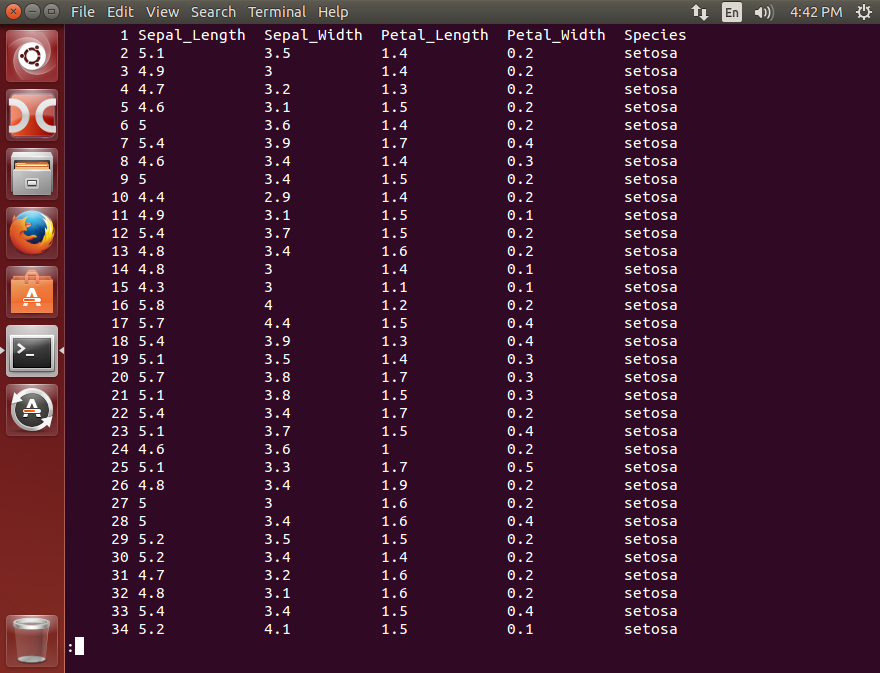 File Edit View Search Terminal Help En 4:42 PM
1 Sepal_Length Sepal_Width Petal_Length Petal_Width Species
2 5.1 3.5 1.4 0.2 setosa
3 4.9 3 1.4 0.2 setosa
4 4.7 3.2 1.3 0.2 setosa
5 4.6 3.1 1.5 0.2 setosa
6 5 3.6 1.4 0.2 setosa
7 5.4 3.9 1.7 0.4 setosa
8 4.6 3.4 1.4 0.3 setosa
9 5 3.4 1.5 0.2 setosa
10 4.4 2.9 1.4 0.2 setosa
11 4.9 3.1 1.5 0.1 setosa
12 5.4 3.7 1.5 0.2 setosa
13 4.8 3.4 1.6 0.2 setosa
14 4.8 3 1.4 0.1 setosa
15 4.3 3 1.1 0.1 setosa
16 5.8 4 1.2 0.2 setosa
17 5.7 4.4 1.5 0.4 setosa
18 5.4 3.9 1.3 0.4 setosa
19 5.1 3.5 1.4 0.3 setosa
20 5.7 3.8 1.7 0.3 setosa
21 5.1 3.8 1.5 0.3 setosa
22 5.4 3.4 1.7 0.2 setosa
23 5.1 3.7 1.5 0.4 setosa
24 4.6 3.6 1 0.2 setosa
25 5.1 3.3 1.7 0.5 setosa
26 4.8 3.4 1.9 0.2 setosa
27 5 3 1.6 0.2 setosa
28 5 3.4 1.6 0.4 setosa
29 5.2 3.5 1.5 0.2 setosa
30 5.2 3.4 1.4 0.2 setosa
31 4.7 3.2 1.6 0.2 setosa
32 4.8 3.1 1.6 0.2 setosa
33 5.4 3.4 1.5 0.4 setosa
34 5.2 4.1 1.5 0.1 setosa
: